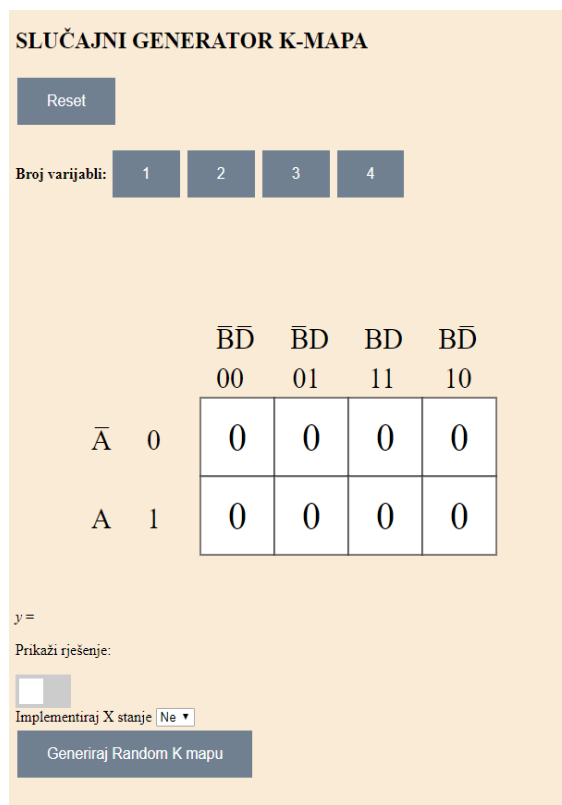 SLUČAJNI GENERATOR K-MAPA
Reset
Broj varijabli: 1 2 3 4
B̅D̅ B̅D BD BD̅
00 01 11 10
A̅ 0 0 0 0 0
A 1 0 0 0 0
y =
Prikaži rješenje:
Implementiraj X stanje Ne
Generiraj Random K mapu